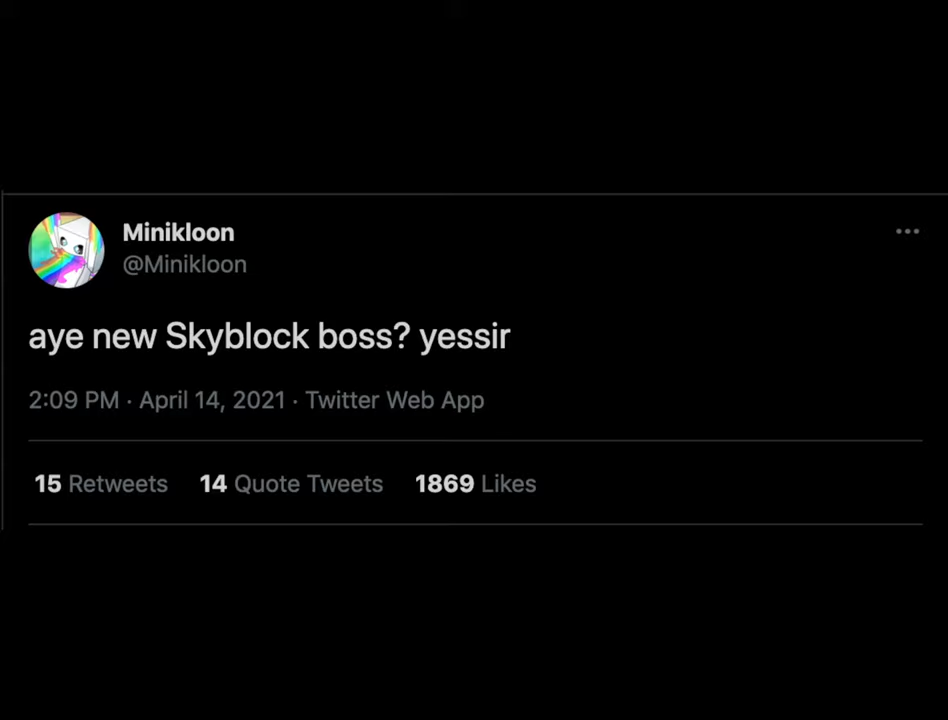 Minikloon
@Minikloon
aye new Skyblock boss? yessir
2:09 PM · April 14, 2021 · Twitter Web App
15 Retweets 14 Quote Tweets 1869 Likes